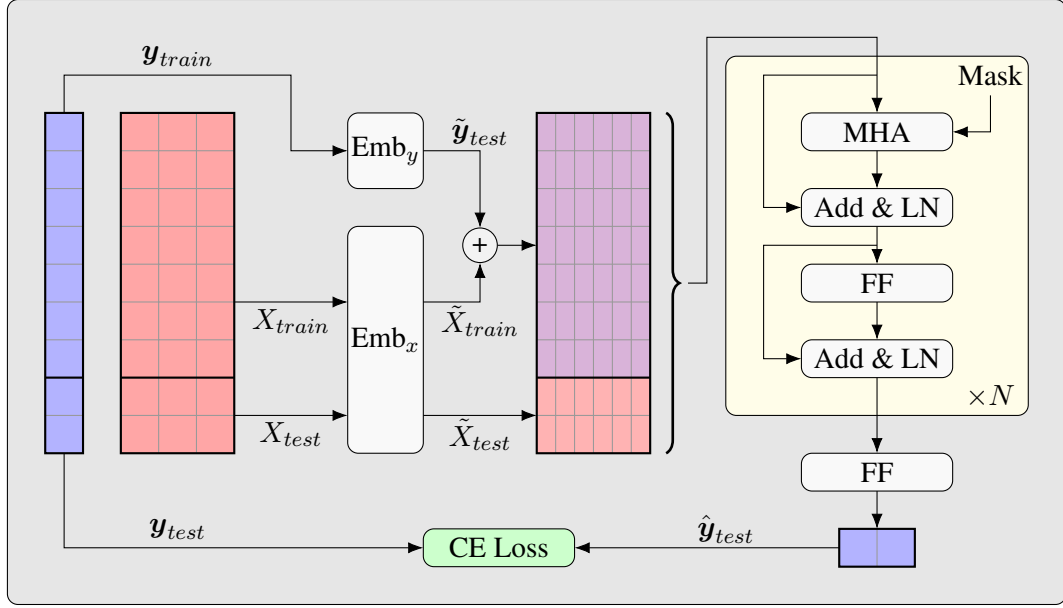 y_train
Emb_y
ỹ_test
+
X_train
X̃_train
Emb_x
X_test
X̃_test
Mask
MHA
Add & LN
FF
Add & LN
×N
FF
y_test
CE Loss
ŷ_test